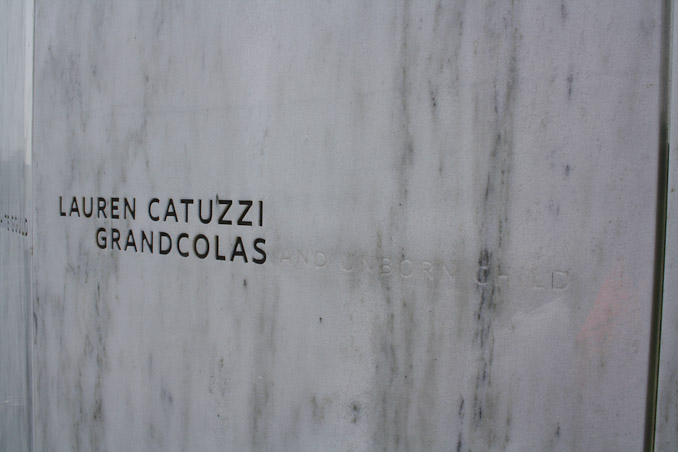 LAUREN CATUZZI
GRANDCOLAS AND UNBORN CHILD